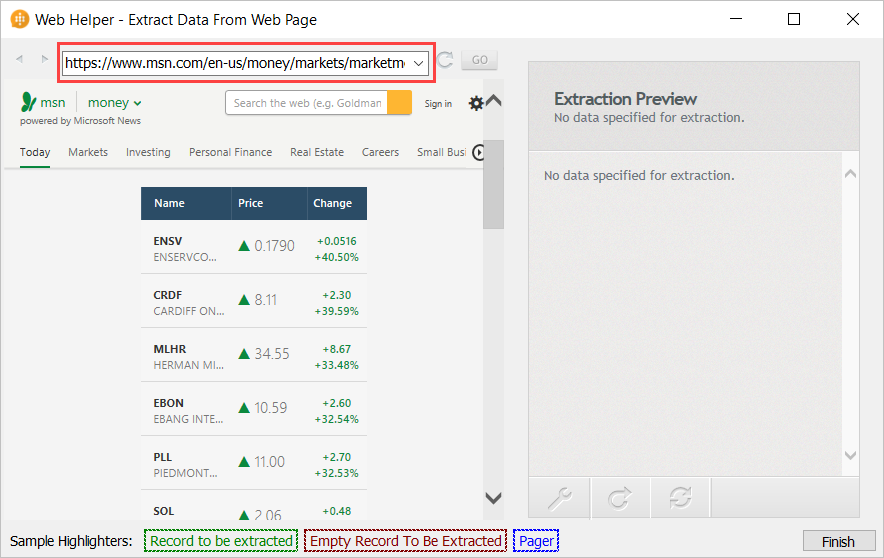 Web Helper - Extract Data From Web Page
https://www.msn.com/en-us/money/markets/marketm
GO
msn money
powered by Microsoft News
Search the web (e.g. Goldman
Sign in
Today Markets Investing Personal Finance Real Estate Careers Small Busi
Name Price Change
ENSV
ENSERVCO... 0.1790 +0.0516
+40.50%
CRDF
CARDIFF ON... 8.11 +2.30
+39.59%
MLHR
HERMAN MI... 34.55 +8.67
+33.48%
EBON
EBANG INTE... 10.59 +2.60
+32.54%
PLL
PIEDMONT... 11.00 +2.70
+32.53%
SOL 2.06 +0.48
Extraction Preview
No data specified for extraction.
No data specified for extraction.
Sample Highlighters: Record to be extracted Empty Record To Be Extracted Pager
Finish